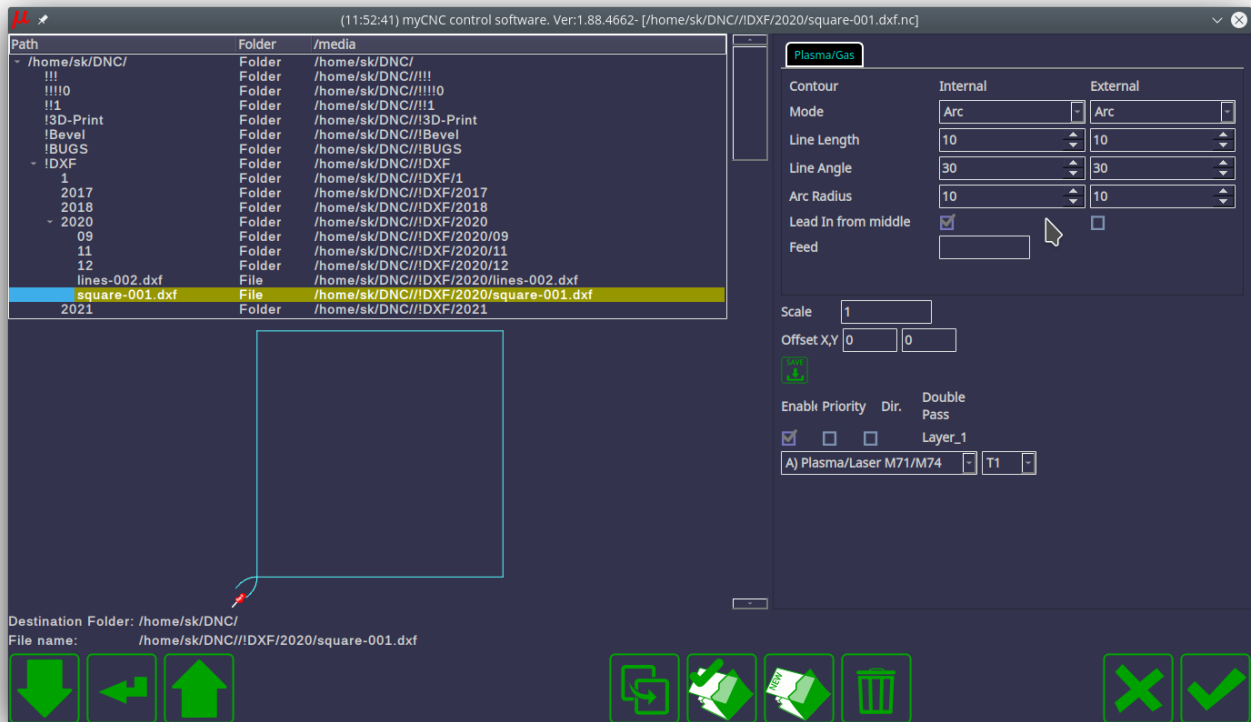 (11:52:41) myCNC control software. Ver:1.88.4662- [/home/sk/DNC//!DXF/2020/square-001.dxf.nc]
Path Folder /media
/home/sk/DNC/ Folder /home/sk/DNC/
!!! Folder /home/sk/DNC//!!!
!!!!0 Folder /home/sk/DNC//!!!!0
!!1 Folder /home/sk/DNC//!!1
!3D-Print Folder /home/sk/DNC//!3D-Print
!Bevel Folder /home/sk/DNC//!Bevel
!BUGS Folder /home/sk/DNC//!BUGS
!DXF Folder /home/sk/DNC//!DXF
1 Folder /home/sk/DNC//!DXF/1
2017 Folder /home/sk/DNC//!DXF/2017
2018 Folder /home/sk/DNC//!DXF/2018
2020 Folder /home/sk/DNC//!DXF/2020
09 Folder /home/sk/DNC//!DXF/2020/09
11 Folder /home/sk/DNC//!DXF/2020/11
12 Folder /home/sk/DNC//!DXF/2020/12
lines-002.dxf File /home/sk/DNC//!DXF/2020/lines-002.dxf
square-001.dxf File /home/sk/DNC//!DXF/2020/square-001.dxf
2021 Folder /home/sk/DNC//!DXF/2021
Plasma/Gas
Contour Internal External
Mode Arc Arc
Line Length 10 10
Line Angle 30 30
Arc Radius 10 10
Lead In from middle
Feed
Scale 1
Offset X,Y 0 0
SAVE
Enabl Priority Dir. Double
Pass
Layer_1
A) Plasma/Laser M71/M74 T1
Destination Folder: /home/sk/DNC/
File name: /home/sk/DNC//!DXF/2020/square-001.dxf
NEW